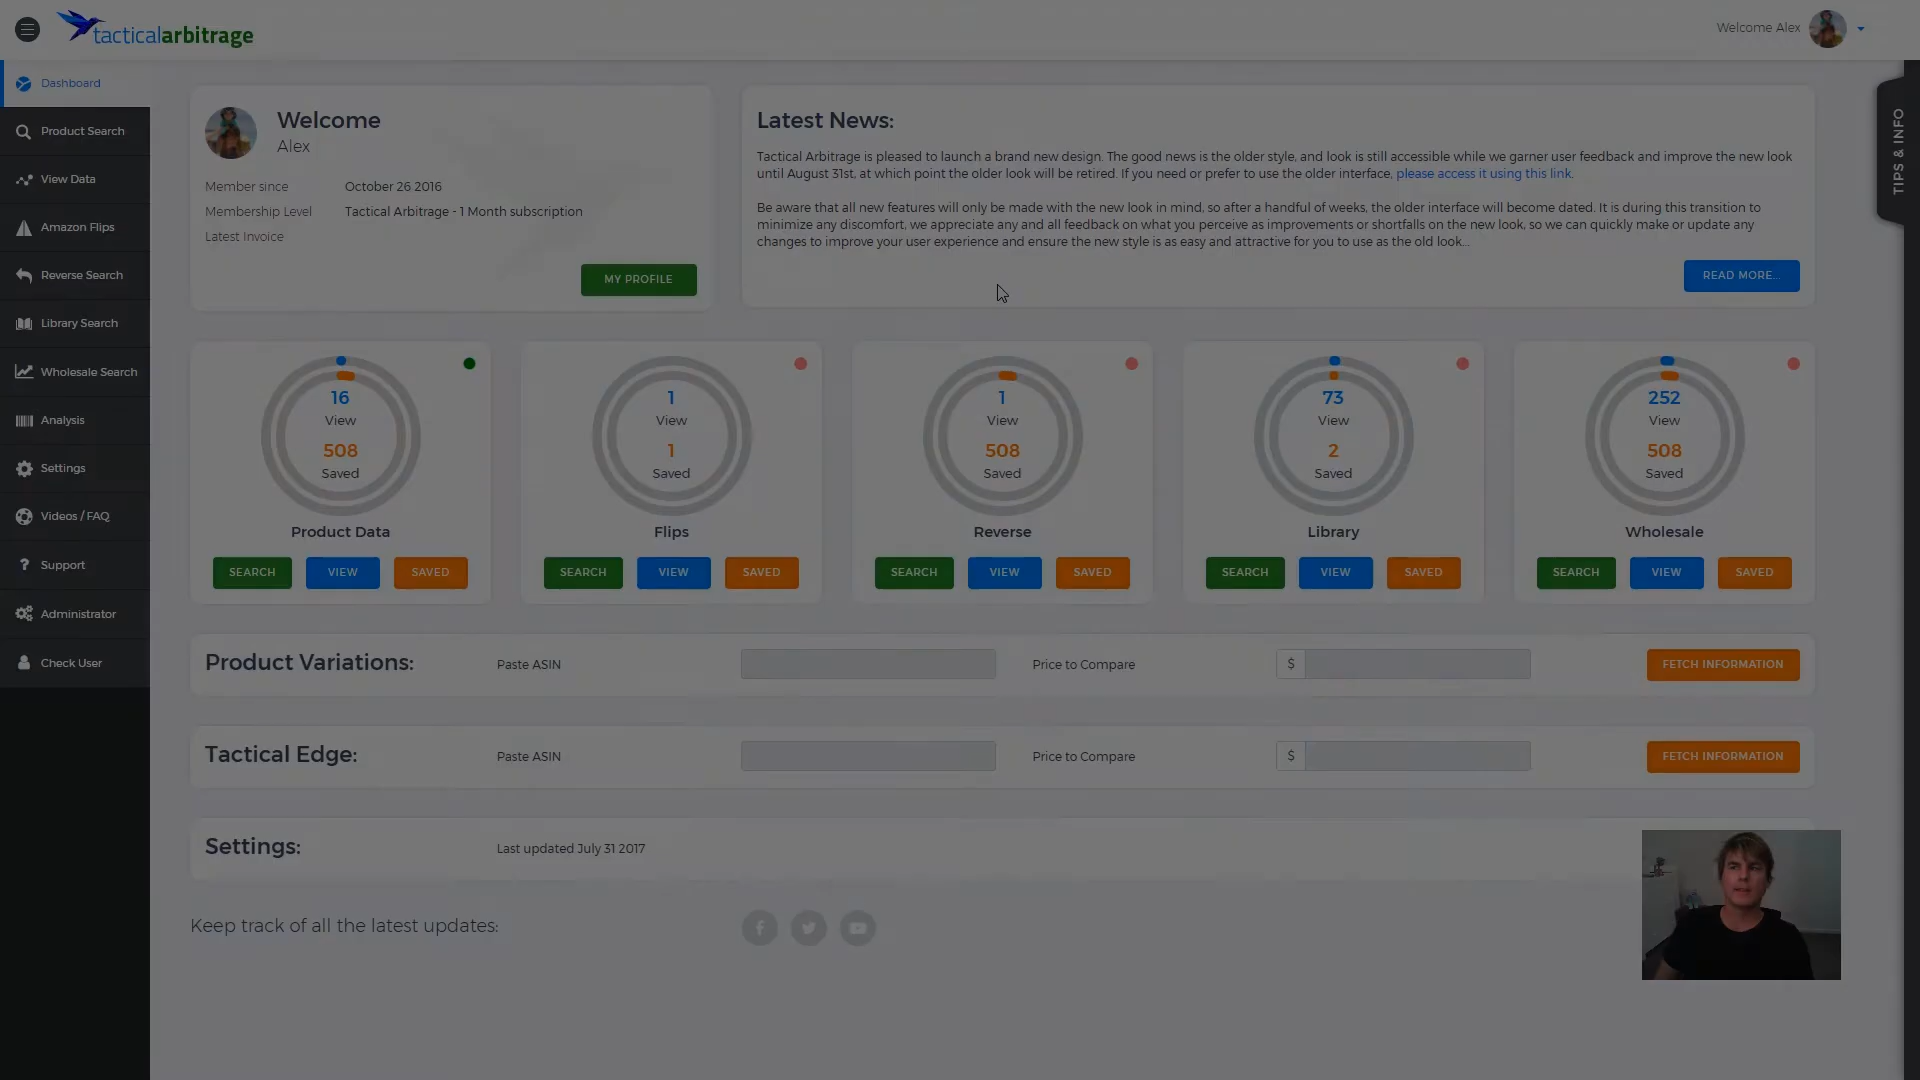 tacticalarbitrage
Welcome Alex
Dashboard
Product Search
View Data
Amazon Flips
Reverse Search
Library Search
Wholesale Search
Analysis
Settings
Videos / FAQ
Support
Administrator
Check User
Welcome
Alex
Member since October 26 2016
Membership Level Tactical Arbitrage - 1 Month subscription
Latest Invoice
MY PROFILE
Latest News:
Tactical Arbitrage is pleased to launch a brand new design. The good news is the older style, and look is still accessible while we garner user feedback and improve the new look
until August 31st, at which point the older look will be retired. If you need or prefer to use the older interface, please access it using this link.
Be aware that all new features will only be made with the new look in mind, so after a handful of weeks, the older interface will become dated. It is during this transition to
minimize any discomfort, we appreciate any and all feedback on what you perceive as improvements or shortfalls on the new look, so we can quickly make or update any
changes to improve your user experience and ensure the new style is as easy and attractive for you to use as the old look...
READ MORE...
TIPS & INFO
16
View
508
Saved
Product Data
SEARCH VIEW SAVED
1
View
1
Saved
Flips
SEARCH VIEW SAVED
1
View
508
Saved
Reverse
SEARCH VIEW SAVED
73
View
2
Saved
Library
SEARCH VIEW SAVED
252
View
508
Saved
Wholesale
SEARCH VIEW SAVED
Product Variations: Paste ASIN Price to Compare $ FETCH INFORMATION
Tactical Edge: Paste ASIN Price to Compare $ FETCH INFORMATION
Settings: Last updated July 31 2017
Keep track of all the latest updates: